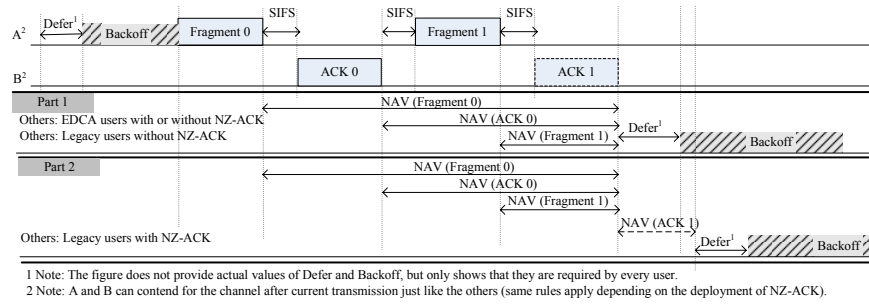 SIFS SIFS SIFS
A2 Defer1 Backoff Fragment 0 Fragment 1
B2 ACK 0 ACK 1
Part 1
NAV (Fragment 0)
Others: EDCA users with or without NZ-ACK
NAV (ACK 0)
Others: Legacy users without NZ-ACK
NAV (Fragment 1) Defer1
Backoff
Part 2
NAV (Fragment 0)
NAV (ACK 0)
NAV (Fragment 1)
NAV (ACK 1)
Others: Legacy users with NZ-ACK
Defer1 Backoff
1 Note: The figure does not provide actual values of Defer and Backoff, but only shows that they are required by every user.
2 Note: A and B can contend for the channel after current transmission just like the others (same rules apply depending on the deployment of NZ-ACK).